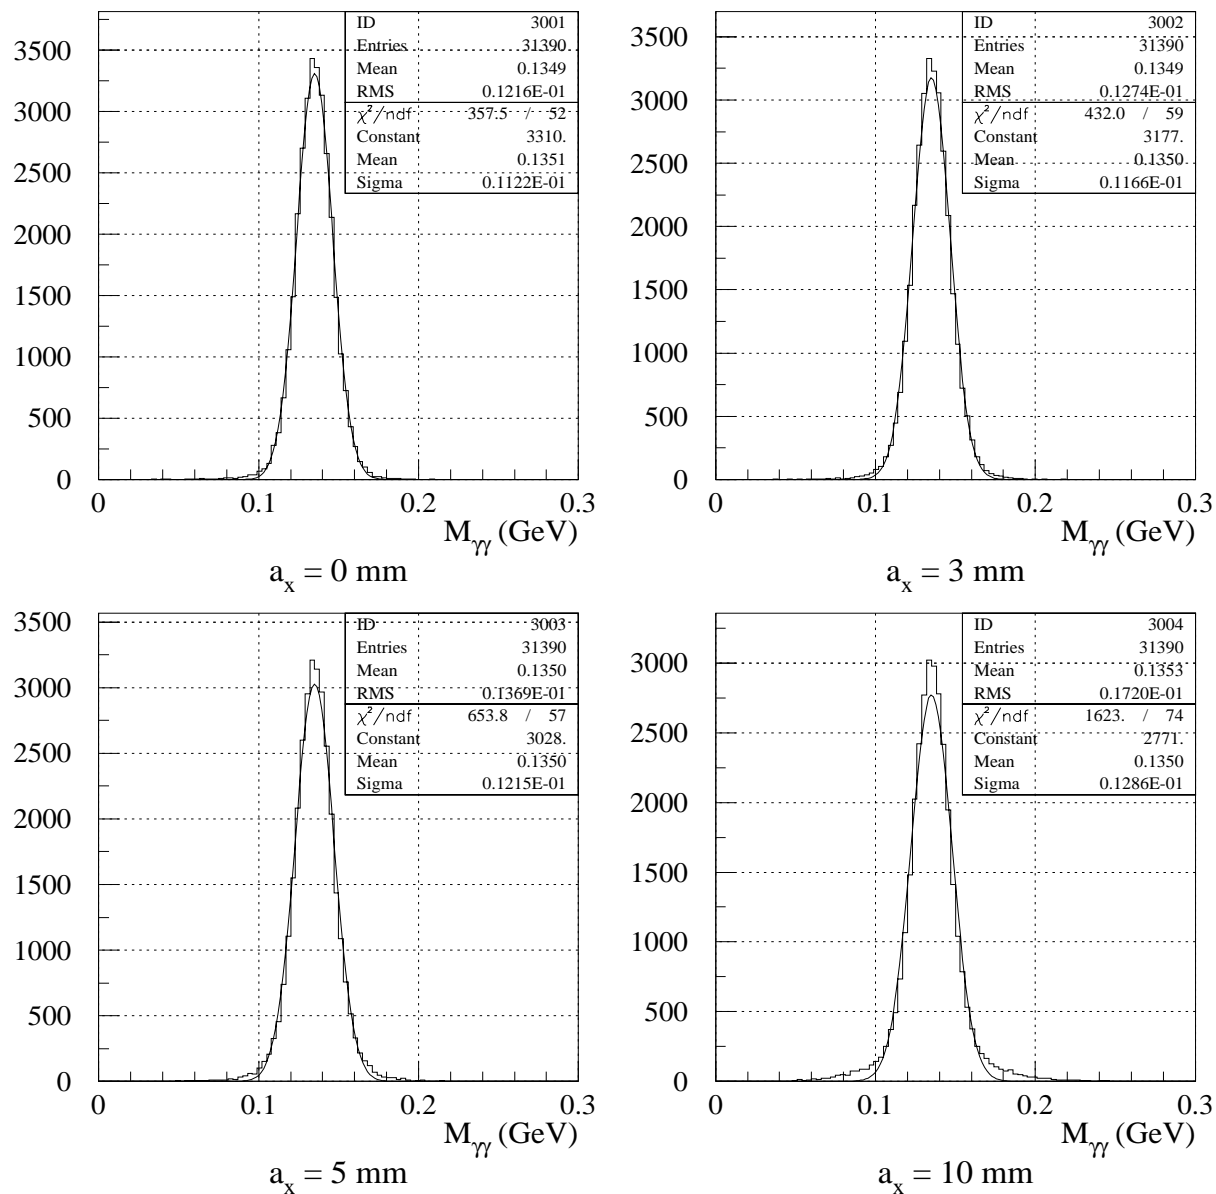 ID 3001
Entries 31390
Mean 0.1349
RMS 0.1216E-01
χ²/ndf 357.5 / 52
Constant 3310.
Mean 0.1351
Sigma 0.1122E-01
3500
3000
2500
2000
1500
1000
500
0
0 0.1 0.2 0.3
Mγγ (GeV)
aₓ = 0 mm
ID 3002
Entries 31390
Mean 0.1349
RMS 0.1274E-01
χ²/ndf 432.0 / 59
Constant 3177.
Mean 0.1350
Sigma 0.1166E-01
3500
3000
2500
2000
1500
1000
500
0
0 0.1 0.2 0.3
Mγγ (GeV)
aₓ = 3 mm
ID 3003
Entries 31390
Mean 0.1350
RMS 0.1369E-01
χ²/ndf 653.8 / 57
Constant 3028.
Mean 0.1350
Sigma 0.1215E-01
3500
3000
2500
2000
1500
1000
500
0
0 0.1 0.2 0.3
Mγγ (GeV)
aₓ = 5 mm
ID 3004
Entries 31390
Mean 0.1353
RMS 0.1720E-01
χ²/ndf 1623. / 74
Constant 2771.
Mean 0.1350
Sigma 0.1286E-01
3000
2500
2000
1500
1000
500
0
0 0.1 0.2 0.3
Mγγ (GeV)
aₓ = 10 mm